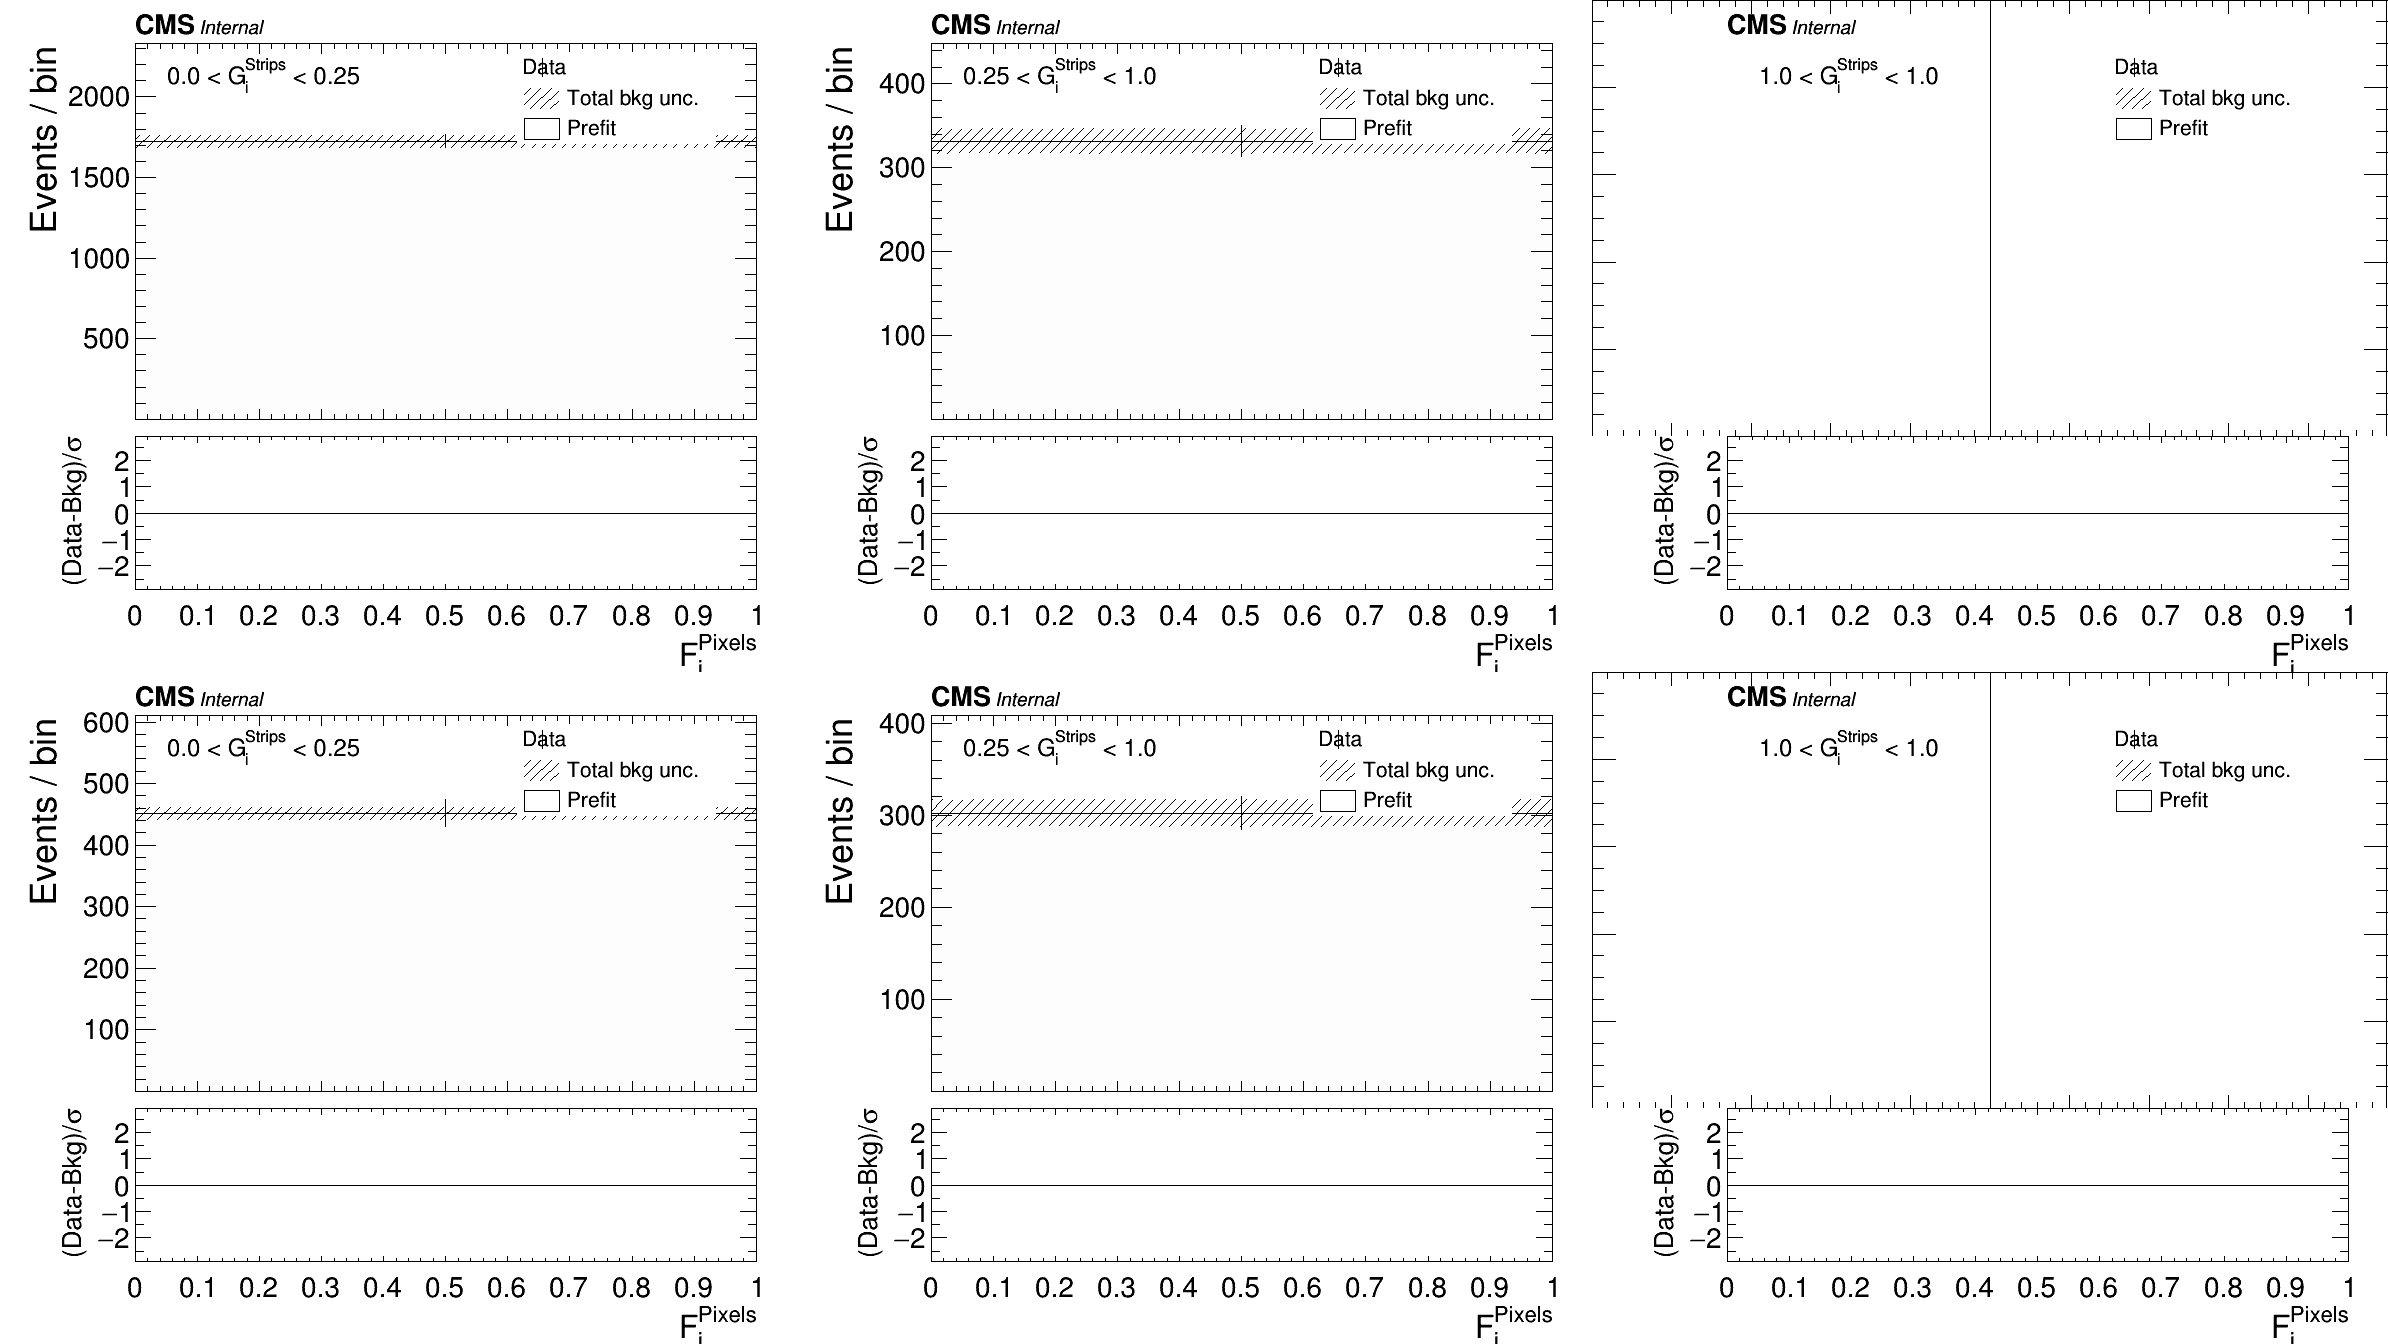 CMS Internal
Events / bin
0.0 < G_i^Strips < 0.25
Data
Total bkg unc.
Prefit
2000
1500
1000
500
(Data-Bkg)/σ
2
1
0
−1
−2
0 0.1 0.2 0.3 0.4 0.5 0.6 0.7 0.8 0.9 1
F_i^Pixels
CMS Internal
Events / bin
0.25 < G_i^Strips < 1.0
Data
Total bkg unc.
Prefit
400
300
200
100
(Data-Bkg)/σ
2
1
0
−1
−2
0 0.1 0.2 0.3 0.4 0.5 0.6 0.7 0.8 0.9 1
F_i^Pixels
CMS Internal
1.0 < G_i^Strips < 1.0
Data
Total bkg unc.
Prefit
(Data-Bkg)/σ
2
1
0
−1
−2
0 0.1 0.2 0.3 0.4 0.5 0.6 0.7 0.8 0.9 1
F_i^Pixels
CMS Internal
Events / bin
0.0 < G_i^Strips < 0.25
Data
Total bkg unc.
Prefit
600
500
400
300
200
100
(Data-Bkg)/σ
2
1
0
−1
−2
0 0.1 0.2 0.3 0.4 0.5 0.6 0.7 0.8 0.9 1
F_i^Pixels
CMS Internal
Events / bin
0.25 < G_i^Strips < 1.0
Data
Total bkg unc.
Prefit
400
300
200
100
(Data-Bkg)/σ
2
1
0
−1
−2
0 0.1 0.2 0.3 0.4 0.5 0.6 0.7 0.8 0.9 1
F_i^Pixels
CMS Internal
1.0 < G_i^Strips < 1.0
Data
Total bkg unc.
Prefit
(Data-Bkg)/σ
2
1
0
−1
−2
0 0.1 0.2 0.3 0.4 0.5 0.6 0.7 0.8 0.9 1
F_i^Pixels